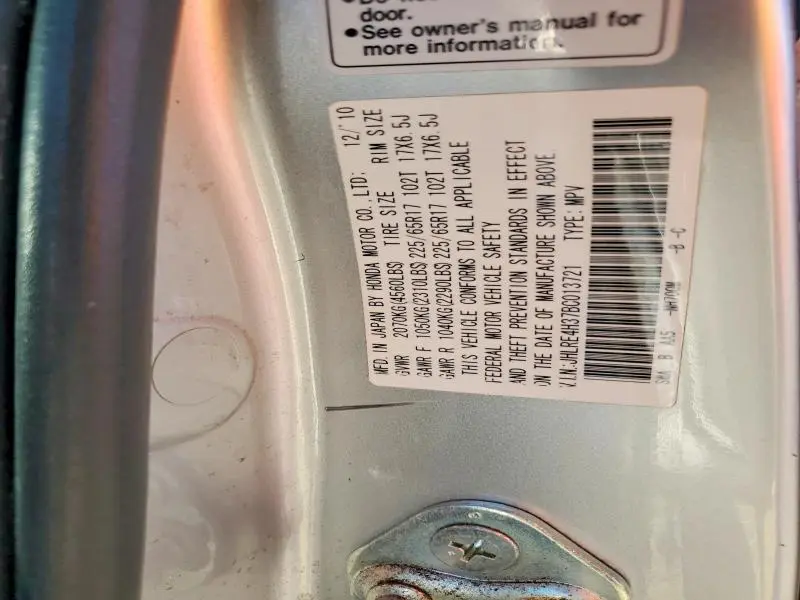 door.
•See owner's manual for
more information.
MFD. IN JAPAN BY HONDA MOTOR CO., LTD; 12/'10
GVWR 2070KG(4560LBS) TIRE SIZE RIM SIZE
GAWR F 1050KG(2310LBS) 225/65R17 102T 17X6.5J
GAWR R 1040KG(2290LBS) 225/65R17 102T 17X6.5J
THIS VEHICLE CONFORMS TO ALL APPLICABLE
FEDERAL MOTOR VEHICLE SAFETY
AND THEFT PREVENTION STANDARDS IN EFFECT
ON THE DATE OF MANUFACTURE SHOWN ABOVE
V.I.N:JHLRE4H37BC013721 TYPE: MPV
SWA B AA5 -NH700M -B -C